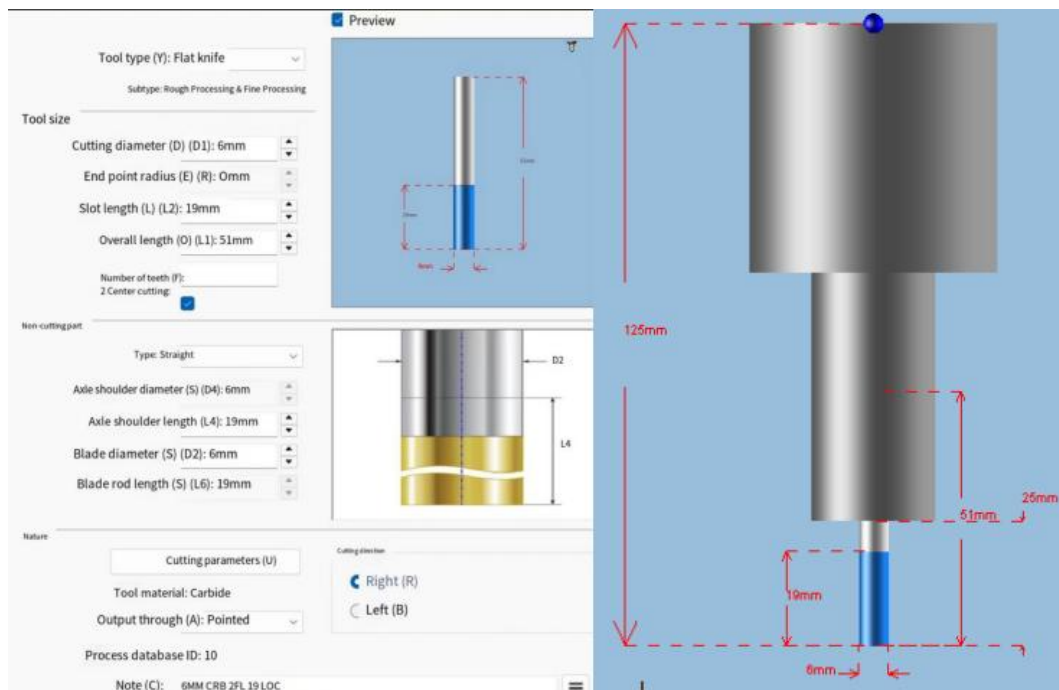 Preview
Tool type (Y): Flat knife
Subtype: Rough Processing & Fine Processing
Tool size
Cutting diameter (D) (D1): 6mm
End point radius (E) (R): Omm
Slot length (L) (L2): 19mm
Overall length (O) (L1): 51mm
Number of teeth (F):
2 Center cutting:
51mm
19mm
6mm
Non-cutting part
Type: Straight
Axle shoulder diameter (S) (D4): 6mm
Axle shoulder length (L4): 19mm
Blade diameter (S) (D2): 6mm
Blade rod length (S) (L6): 19mm
D2
L4
Nature
Cutting parameters (U)
Tool material: Carbide
Output through (A): Pointed
Process database ID: 10
Note (C): 6MM CRB 2FL 19 LOC
Cutting direction
Right (R)
Left (B)
125mm
25mm
51mm
19mm
6mm